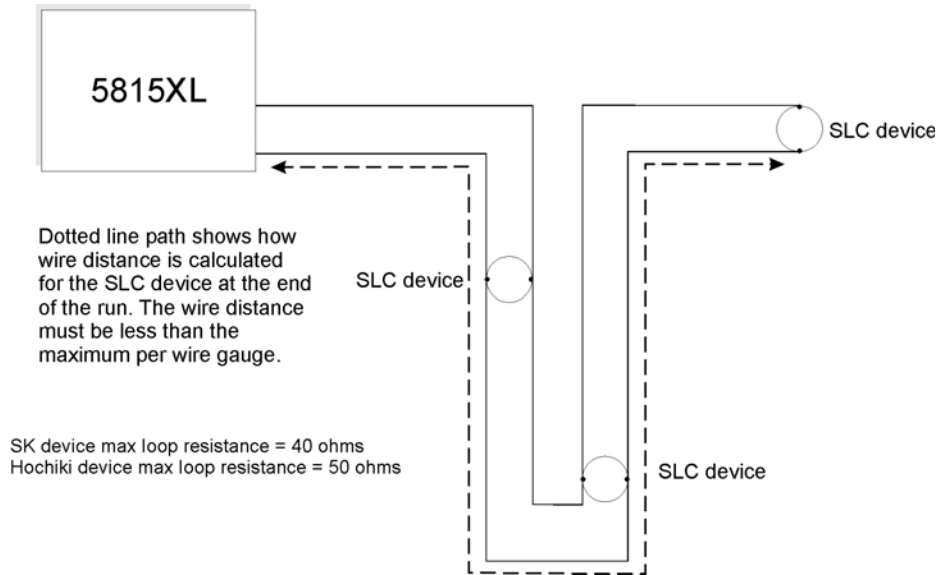 5815XL
SLC device
Dotted line path shows how
wire distance is calculated
for the SLC device at the end
of the run. The wire distance
must be less than the
maximum per wire gauge.
SLC device
SK device max loop resistance = 40 ohms
Hochiki device max loop resistance = 50 ohms
SLC device